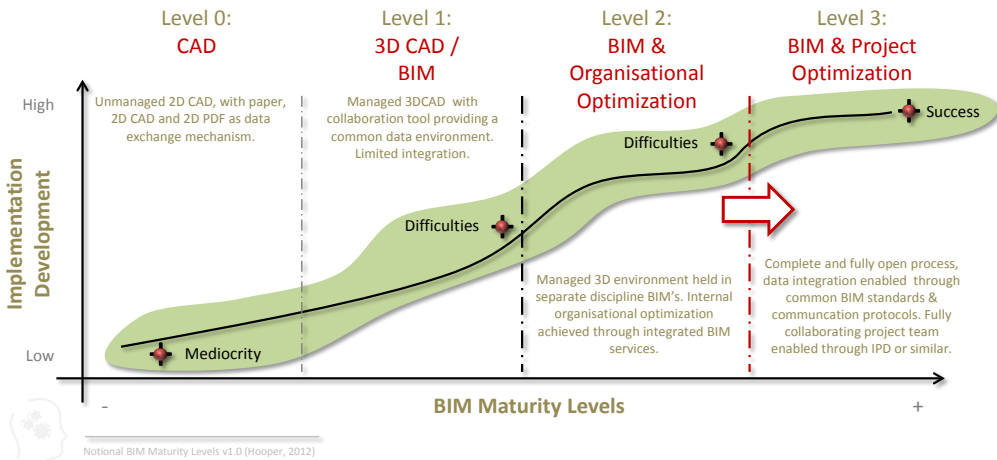 Level 0:
CAD
Level 1:
3D CAD /
BIM
Level 2:
BIM &
Organisational
Optimization
Level 3:
BIM & Project
Optimization
High
Unmanaged 2D CAD, with paper,
2D CAD and 2D PDF as data
exchange mechanism.
Managed 3DCAD with
collaboration tool providing a
common data environment.
Limited integration.
Difficulties
Success
Implementation
Development
Difficulties
Managed 3D environment held in
separate discipline BIM's. Internal
organisational optimization
achieved through integrated BIM
services.
Complete and fully open process,
data integration enabled through
common BIM standards &
communcation protocols. Fully
collaborating project team
enabled through IPD or similar.
Low
Mediocrity
-
BIM Maturity Levels
+
Notional BIM Maturity Levels v1.0 (Hooper, 2012)